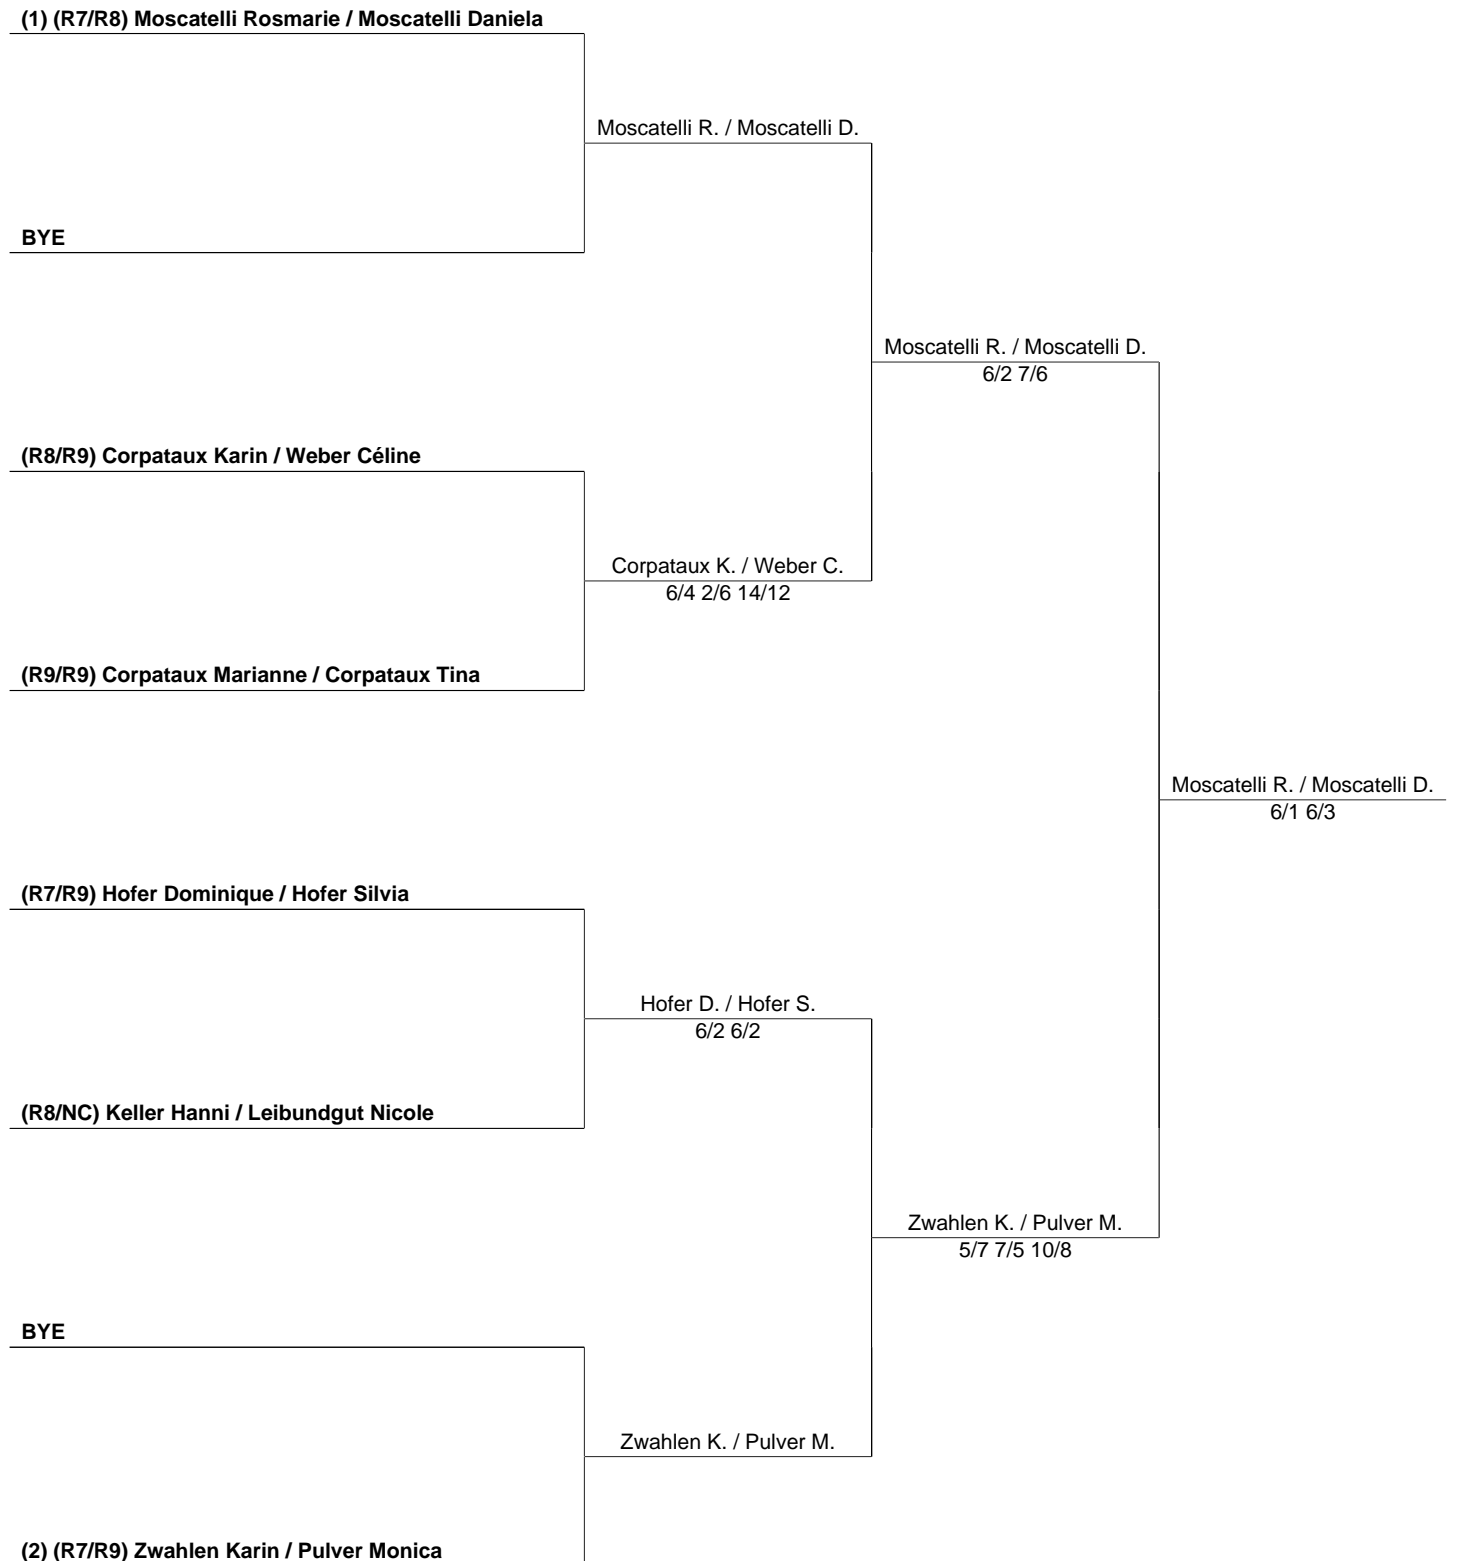 (1) (R7/R8) Moscatelli Rosmarie / Moscatelli Daniela
Moscatelli R. / Moscatelli D.
BYE
Moscatelli R. / Moscatelli D.
6/2 7/6
(R8/R9) Corpataux Karin / Weber Céline
Corpataux K. / Weber C.
6/4 2/6 14/12
(R9/R9) Corpataux Marianne / Corpataux Tina
Moscatelli R. / Moscatelli D.
6/1 6/3
(R7/R9) Hofer Dominique / Hofer Silvia
Hofer D. / Hofer S.
6/2 6/2
(R8/NC) Keller Hanni / Leibundgut Nicole
Zwahlen K. / Pulver M.
5/7 7/5 10/8
BYE
Zwahlen K. / Pulver M.
(2) (R7/R9) Zwahlen Karin / Pulver Monica